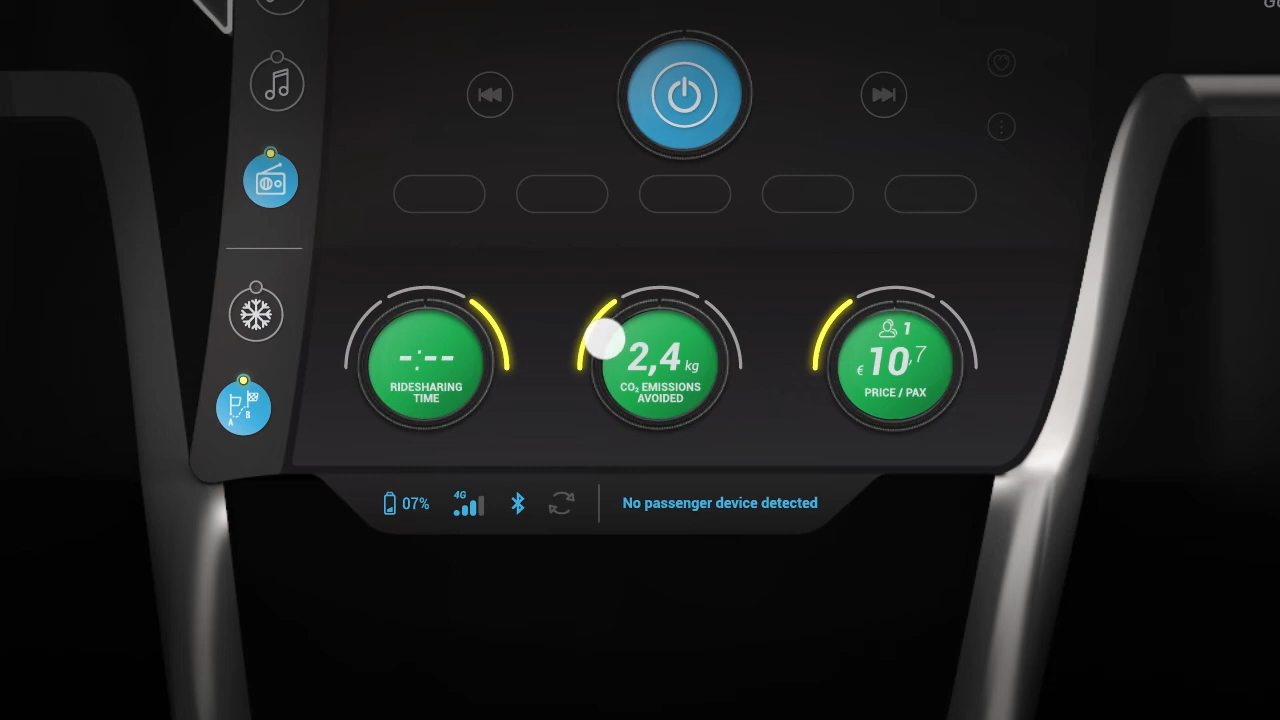 -:--
RIDESHARING
TIME
2,4 kg
CO₂ EMISSIONS
AVOIDED
1
€ 10,7
PRICE / PAX
A B
07%
4G
No passenger device detected